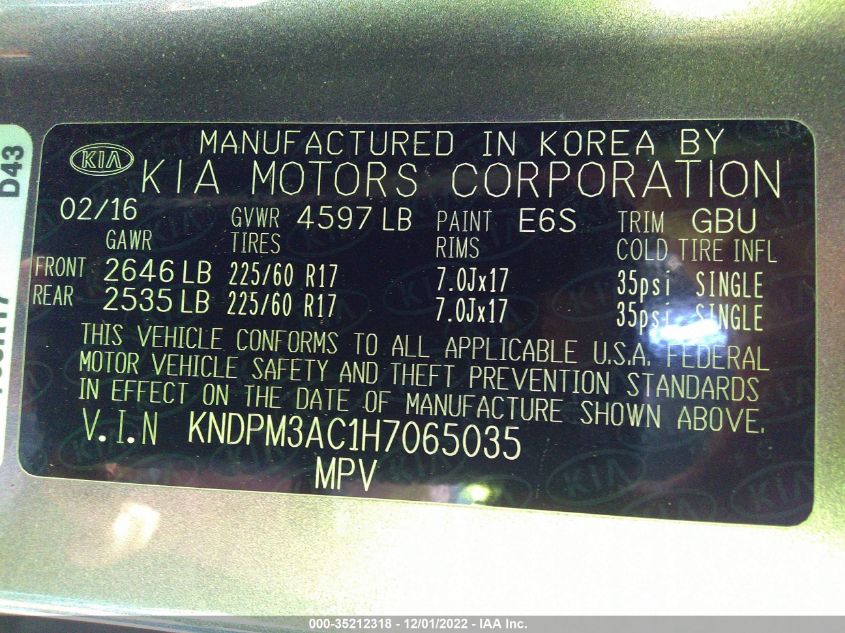 MANUFACTURED IN KOREA BY
KIA KIA MOTORS CORPORATION
02/16 GVWR 4597 LB PAINT E6S TRIM GBU
GAWR TIRES RIMS COLD TIRE INFL
FRONT 2646 LB 225/60 R17 7.0Jx17 35psi SINGLE
REAR 2535 LB 225/60 R17 7.0Jx17 35psi SINGLE
THIS VEHICLE CONFORMS TO ALL APPLICABLE U.S.A. FEDERAL
MOTOR VEHICLE SAFETY AND THEFT PREVENTION STANDARDS
IN EFFECT ON THE DATE OF MANUFACTURE SHOWN ABOVE.
V.I.N KNDPM3AC1H7065035
MPV
D43
000-35212318 - 12/01/2022 - IAA Inc.